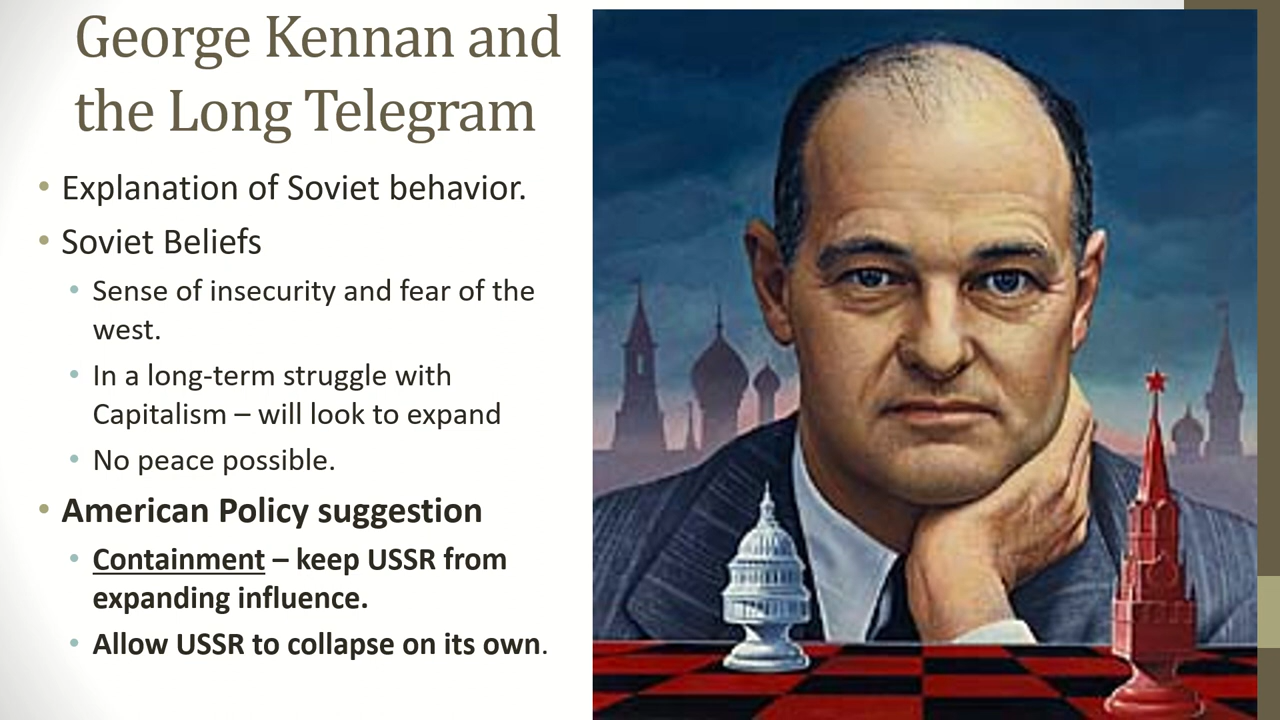 George Kennan and
the Long Telegram
• Explanation of Soviet behavior.
• Soviet Beliefs
• Sense of insecurity and fear of the
west.
• In a long-term struggle with
Capitalism – will look to expand
• No peace possible.
• American Policy suggestion
• Containment – keep USSR from
expanding influence.
• Allow USSR to collapse on its own.